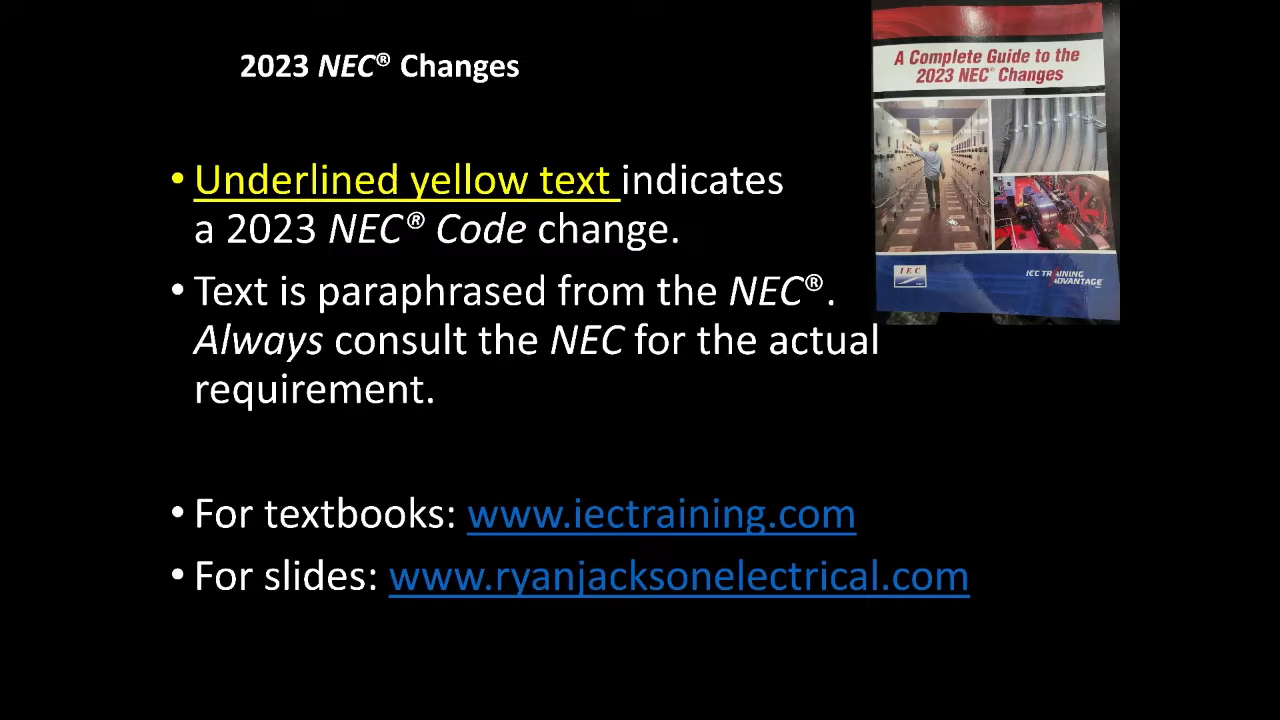 2023 NEC® Changes
A Complete Guide to the
2023 NEC® Changes
• Underlined yellow text indicates
a 2023 NEC® Code change.
• Text is paraphrased from the NEC®.
Always consult the NEC for the actual
requirement.
IEC
IEC TRAINING
ADVANTAGE
• For textbooks: www.iectraining.com
• For slides: www.ryanjacksonelectrical.com